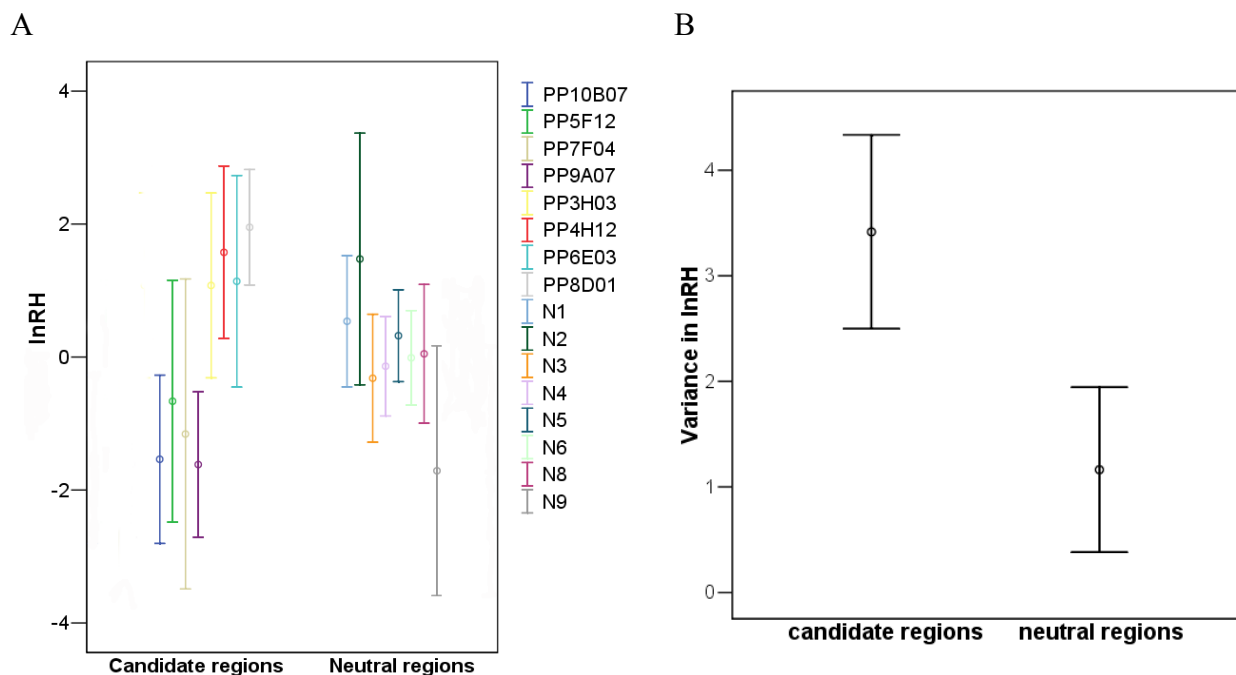 A
B
lnRH
4
2
0
-2
-4
Candidate regions
Neutral regions
PP10B07
PP5F12
PP7F04
PP9A07
PP3H03
PP4H12
PP6E03
PP8D01
N1
N2
N3
N4
N5
N6
N8
N9
Variance in lnRH
4
3
2
1
0
candidate regions
neutral regions